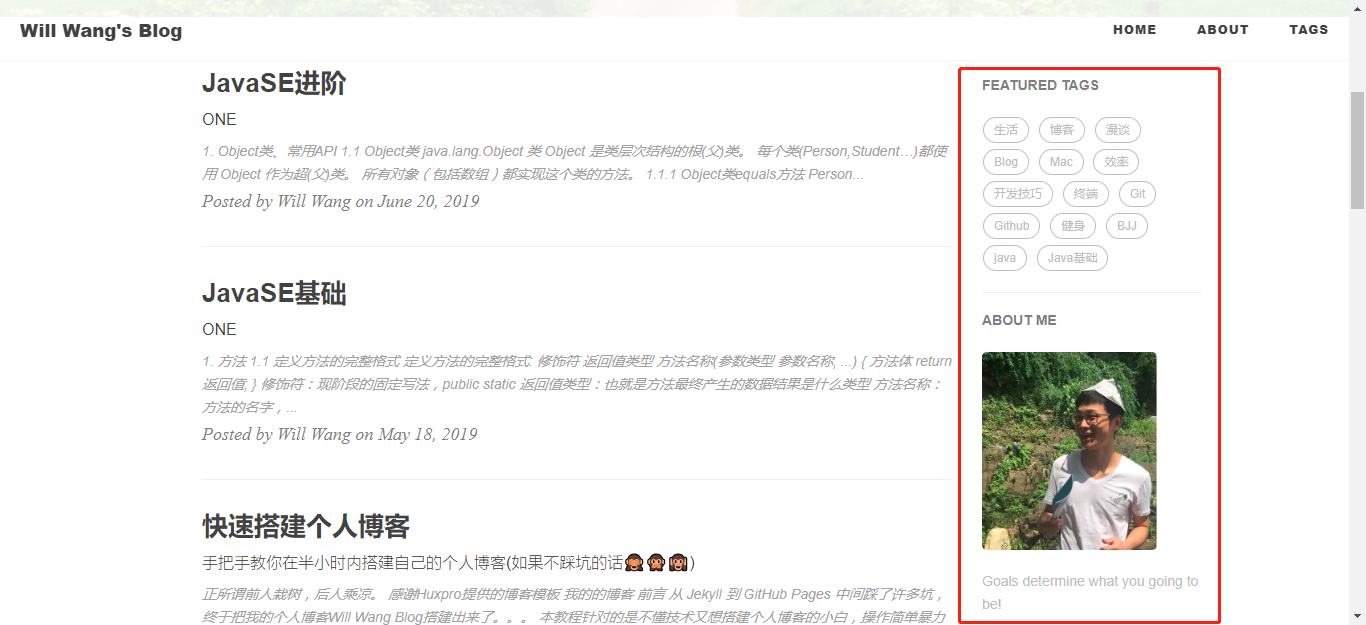 Will Wang's Blog
HOME ABOUT TAGS
JavaSE进阶
ONE
1. Object类、常用API 1.1 Object类 java.lang.Object 类 Object 是类层次结构的根(父)类。 每个类(Person,Student…)都使
用 Object 作为超(父)类。 所有对象（包括数组）都实现这个类的方法。 1.1.1 Object类equals方法 Person...
Posted by Will Wang on June 20, 2019
JavaSE基础
ONE
1. 方法 1.1 定义方法的完整格式 定义方法的完整格式: 修饰符 返回值类型 方法名称(参数类型 参数名称, ...) { 方法体 return
返回值; } 修饰符：现阶段的固定写法，public static 返回值类型：也就是方法最终产生的数据结果是什么类型 方法名称：
方法的名字，...
Posted by Will Wang on May 18, 2019
快速搭建个人博客
手把手教你在半小时内搭建自己的个人博客(如果不踩坑的话🙈🙊🙉)
正所谓前人栽树，后人乘凉。 感谢Huxpro提供的博客模板 我的的博客 前言 从 Jekyll 到 GitHub Pages 中间踩了许多坑，
终于把我的个人博客Will Wang Blog搭建出来了。。。 本教程针对的是不懂技术又想搭建个人博客的小白，操作简单暴力
FEATURED TAGS
生活 博客 漫谈
Blog Mac 效率
开发技巧 终端 Git
Github 健身 BJJ
java Java基础
ABOUT ME
Goals determine what you going to
be!